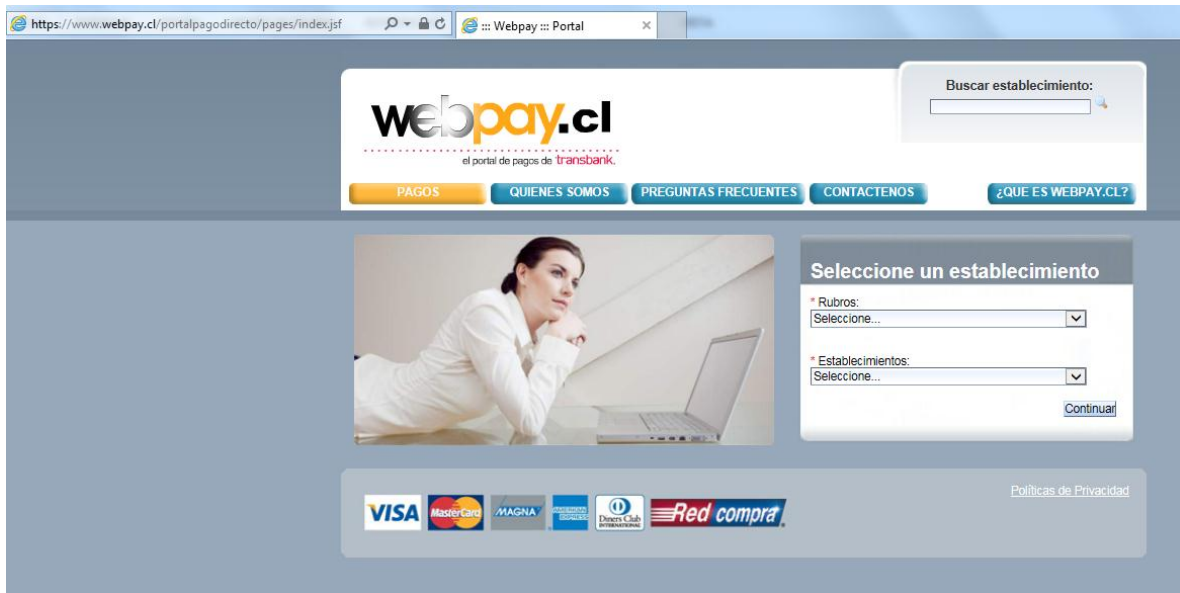 https://www.webpay.cl/portalpagodirecto/pages/index.jsf
::: Webpay ::: Portal
Buscar establecimiento:
webpay.cl
el portal de pagos de transbank.
PAGOS
QUIENES SOMOS
PREGUNTAS FRECUENTES
CONTACTENOS
¿QUE ES WEBPAY.CL?
Seleccione un establecimiento
* Rubros:
Seleccione...
* Establecimientos:
Seleccione...
Continuar
Políticas de Privacidad
VISA
MasterCard
MAGNA
AMERICAN
EXPRESS
Diners Club
INTERNATIONAL
Red compra